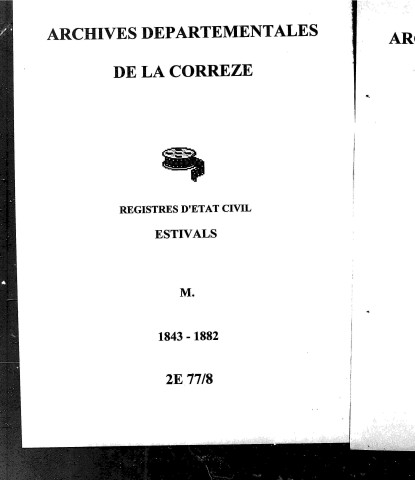 ARCHIVES DEPARTEMENTALES
DE LA CORREZE
REGISTRES D'ETAT CIVIL
ESTIVALS
M.
1843 - 1882
2E 77/8